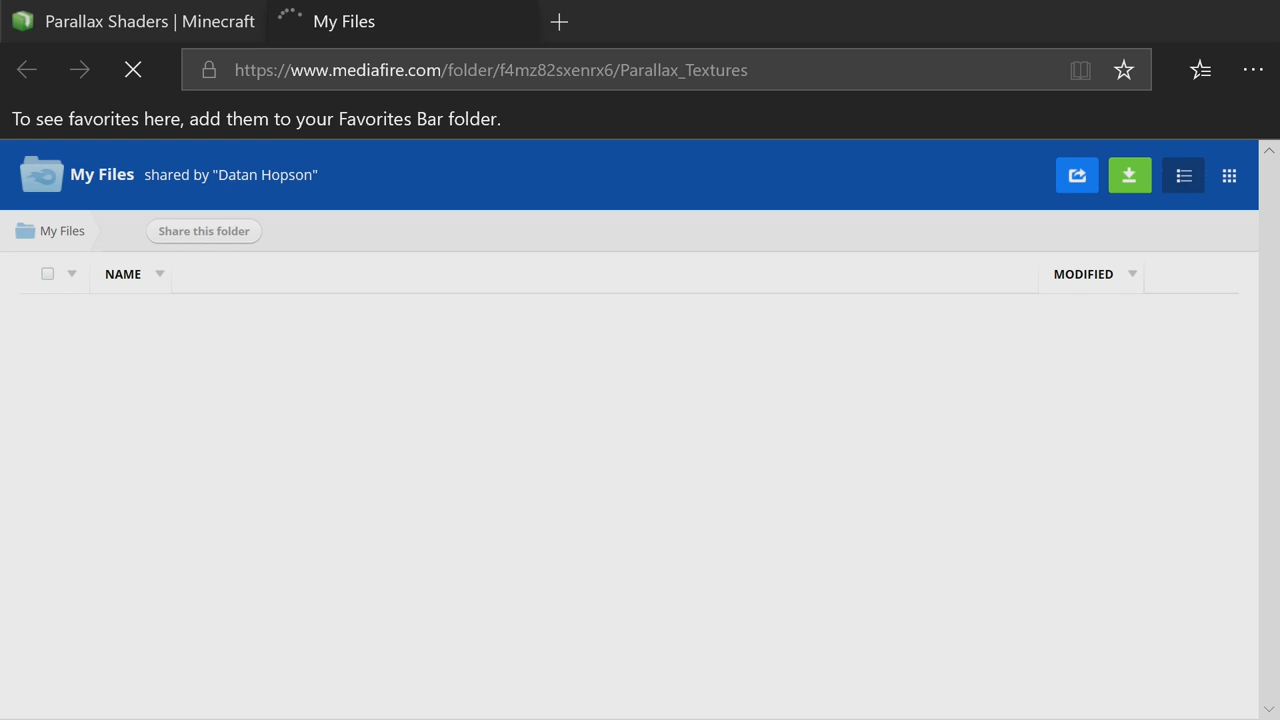 Parallax Shaders | Minecraft
My Files
https://www.mediafire.com/folder/f4mz82sxenrx6/Parallax_Textures
To see favorites here, add them to your Favorites Bar folder.
My Files shared by "Datan Hopson"
My Files
Share this folder
NAME
MODIFIED